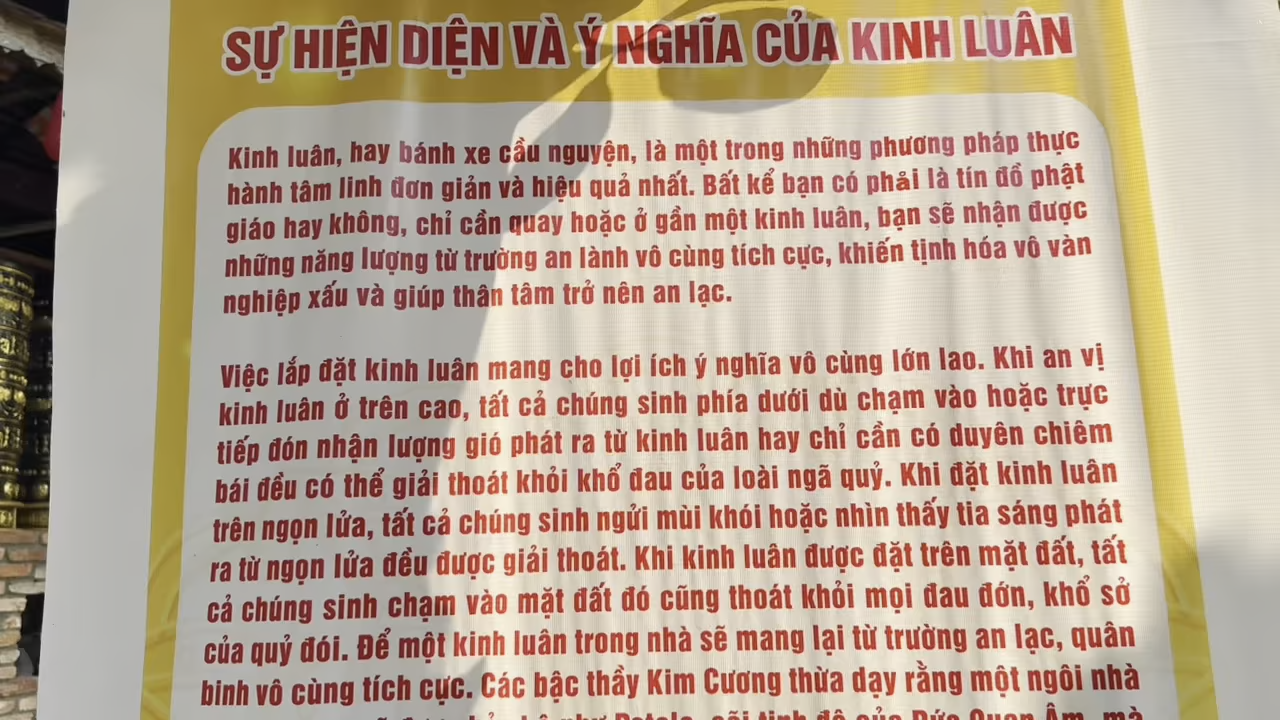 SỰ HIỆN DIỆN VÀ Ý NGHĨA CỦA KINH LUÂN
Kinh luân, hay bánh xe cầu nguyện, là một trong những phương pháp thực
hành tâm linh đơn giản và hiệu quả nhất. Bất kể bạn có phải là tín đồ phật
giáo hay không, chỉ cần quay hoặc ở gần một kinh luân, bạn sẽ nhận được
những năng lượng từ trường an lành vô cùng tích cực, khiến tịnh hóa vô vàn
nghiệp xấu và giúp thân tâm trở nên an lạc.
Việc lắp đặt kinh luân mang cho lợi ích ý nghĩa vô cùng lớn lao. Khi an vị
kinh luân ở trên cao, tất cả chúng sinh phía dưới dù chạm vào hoặc trực
tiếp đón nhận lượng gió phát ra từ kinh luân hay chỉ cần có duyên chiêm
bái đều có thể giải thoát khỏi khổ đau của loài ngã quỷ. Khi đặt kinh luân
trên ngọn lửa, tất cả chúng sinh ngửi mùi khói hoặc nhìn thấy tia sáng phát
ra từ ngọn lửa đều được giải thoát. Khi kinh luân được đặt trên mặt đất, tất
cả chúng sinh chạm vào mặt đất đó cũng thoát khỏi mọi đau đớn, khổ sở
của quỷ đói. Để một kinh luân trong nhà sẽ mang lại từ trường an lạc, quân
binh vô cùng tích cực. Các bậc thầy Kim Cương thừa dạy rằng một ngôi nhà
như Potala, cõi tịnh độ của Đức Quan Âm, mà